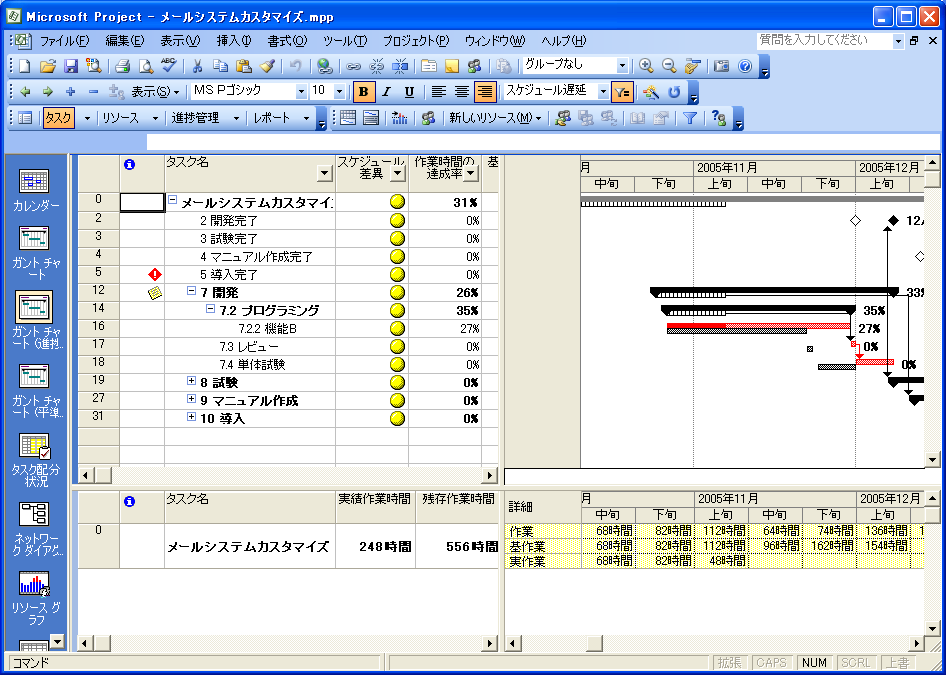 Microsoft Project - メールシステムカスタマイズ.mpp
ファイル(F) 編集(E) 表示(V) 挿入(I) 書式(O) ツール(T) プロジェクト(P) ウィンドウ(W) ヘルプ(H) 質問を入力してください
グループなし
表示(S) MS Pゴシック 10 B I U スケジュール遅延
タスク リソース 進捗管理 レポート 新しいリソース(M)
カレンダー
ガント チャート
ガント チャート (進捗..
ガント チャート (平準..
タスク配分状況
ネットワーク ダイアグ..
リソース グラフ
タスク名 スケジュール差異 作業時間の達成率 基
0 メールシステムカスタマイ 31%
2 2 開発完了 0%
3 3 試験完了 0%
4 4 マニュアル作成完了 0%
5 5 導入完了 0%
12 7 開発 26%
14 7.2 プログラミング 35%
16 7.2.2 機能B 27%
17 7.3 レビュー 0%
18 7.4 単体試験 0%
19 8 試験 0%
27 9 マニュアル作成 0%
31 10 導入 0%
月 2005年11月 2005年12月
中旬 下旬 上旬 中旬 下旬 上旬
12/
33%
35%
27%
0%
0%
タスク名 実績作業時間 残存作業時間
0 メールシステムカスタマイズ 248時間 556時間
詳細 月 2005年11月 2005年12月
中旬 下旬 上旬 中旬 下旬 上旬
作業 68時間 82時間 112時間 64時間 74時間 136時間 1
基作業 68時間 82時間 112時間 96時間 162時間 154時間
実作業 68時間 82時間 48時間
コマンド 拡張 CAPS NUM SCRL 上書